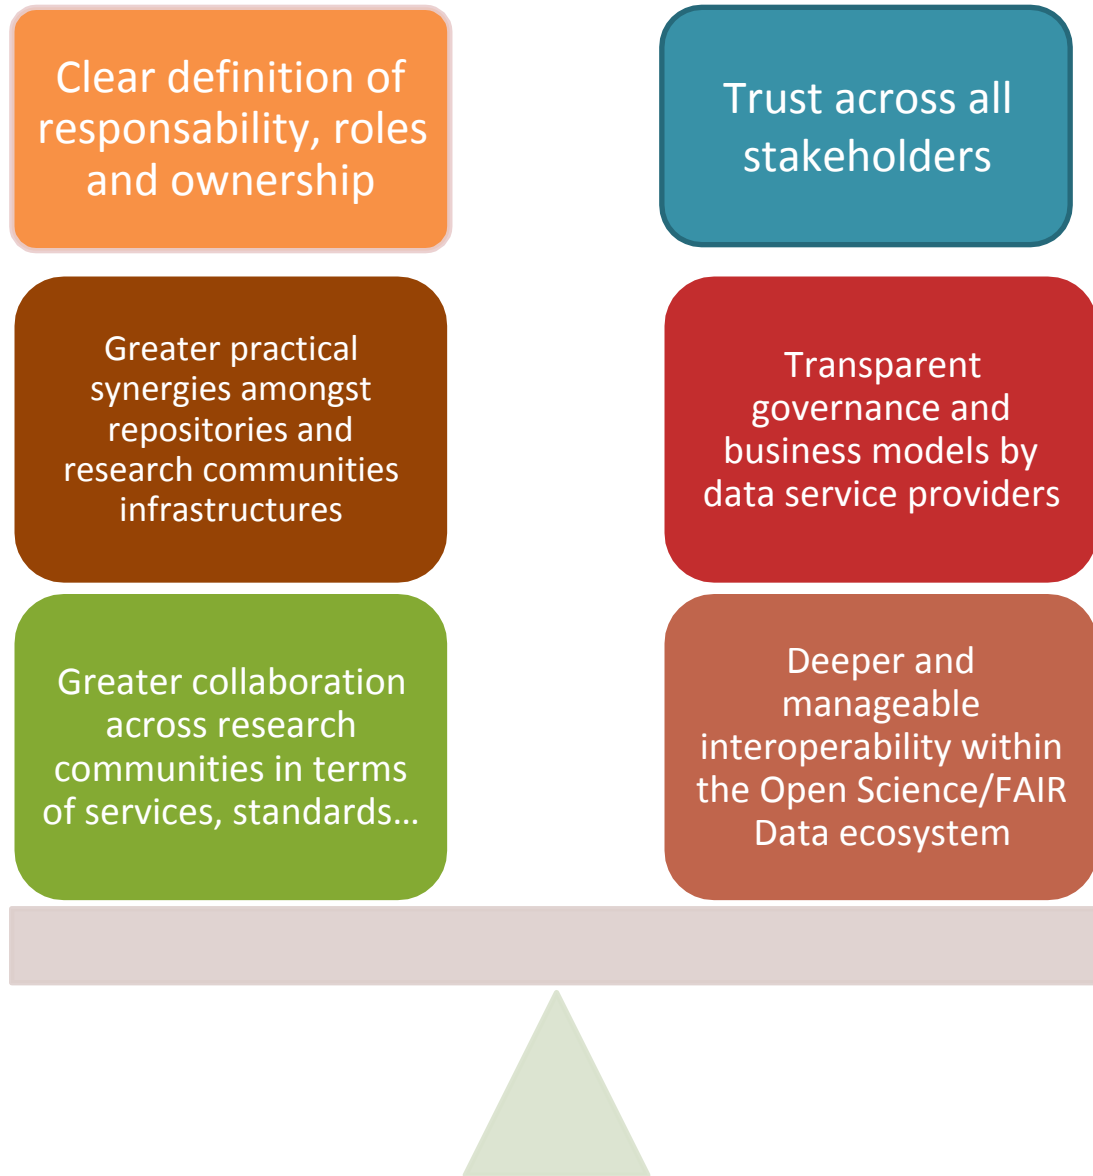 Clear definition of
responsability, roles
and ownership
Trust across all
stakeholders
Greater practical
synergies amongst
repositories and
research communities
infrastructures
Transparent
governance and
business models by
data service providers
Greater collaboration
across research
communities in terms
of services, standards…
Deeper and
manageable
interoperability within
the Open Science/FAIR
Data ecosystem